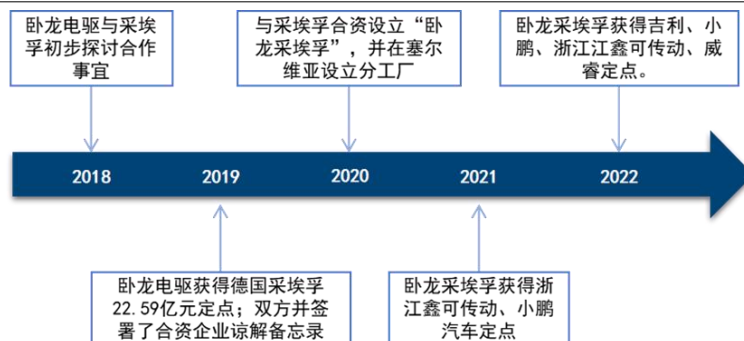 卧龙电驱与采埃
孚初步探讨合作
事宜
与采埃孚合资设立“卧
龙采埃孚”,并在塞尔
维亚设立分工厂
卧龙采埃孚获得吉利、小
鹏、浙江江鑫可传动、威
睿定点。
2018
2019
2020
2021
2022
卧龙电驱获得德国采埃孚
22.59亿元定点;双方并签
署了合资企业谅解备忘录
卧龙采埃孚获得浙
江鑫可传动、小鹏
汽车定点